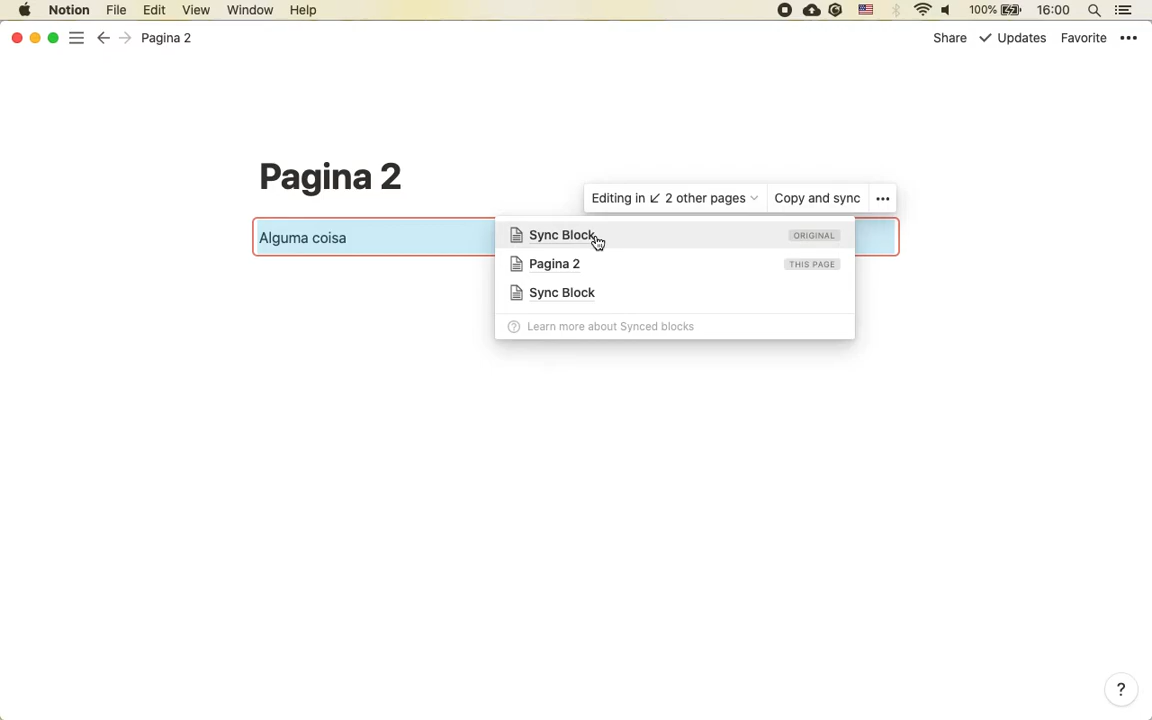 Notion File Edit View Window Help 100% 16:00
Pagina 2 Share Updates Favorite •••
Pagina 2
Editing in ↙ 2 other pages Copy and sync •••
Alguma coisa
Sync Block ORIGINAL
Pagina 2 THIS PAGE
Sync Block
? Learn more about Synced blocks
?